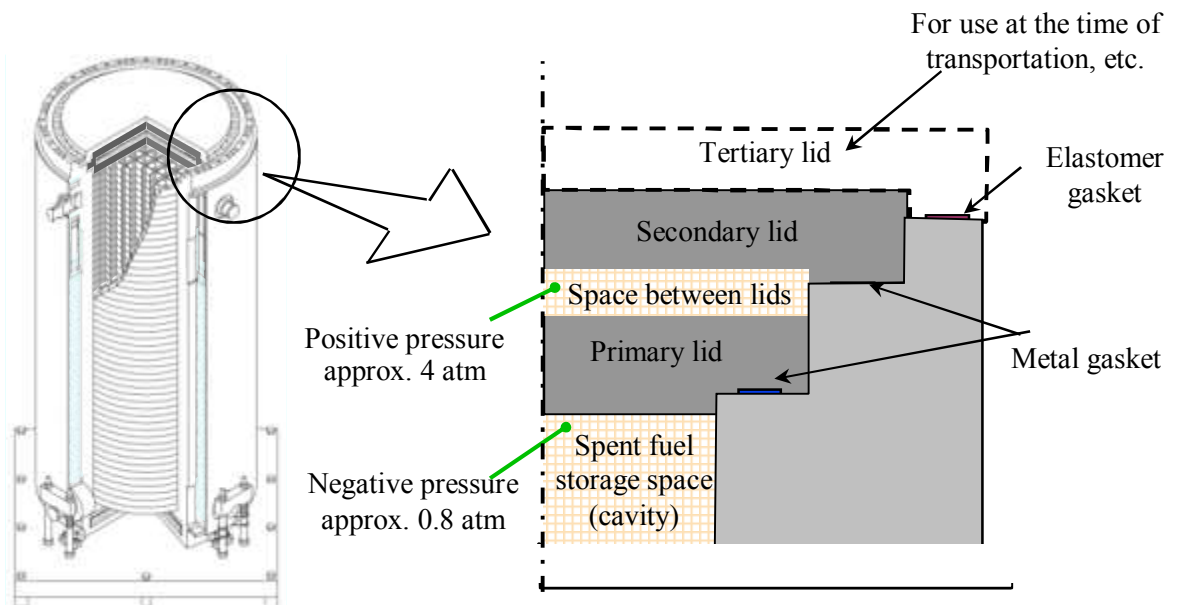 For use at the time of
transportation, etc.
Tertiary lid
Elastomer
gasket
Secondary lid
Space between lids
Positive pressure
approx. 4 atm
Primary lid
Metal gasket
Spent fuel
storage space
(cavity)
Negative pressure
approx. 0.8 atm